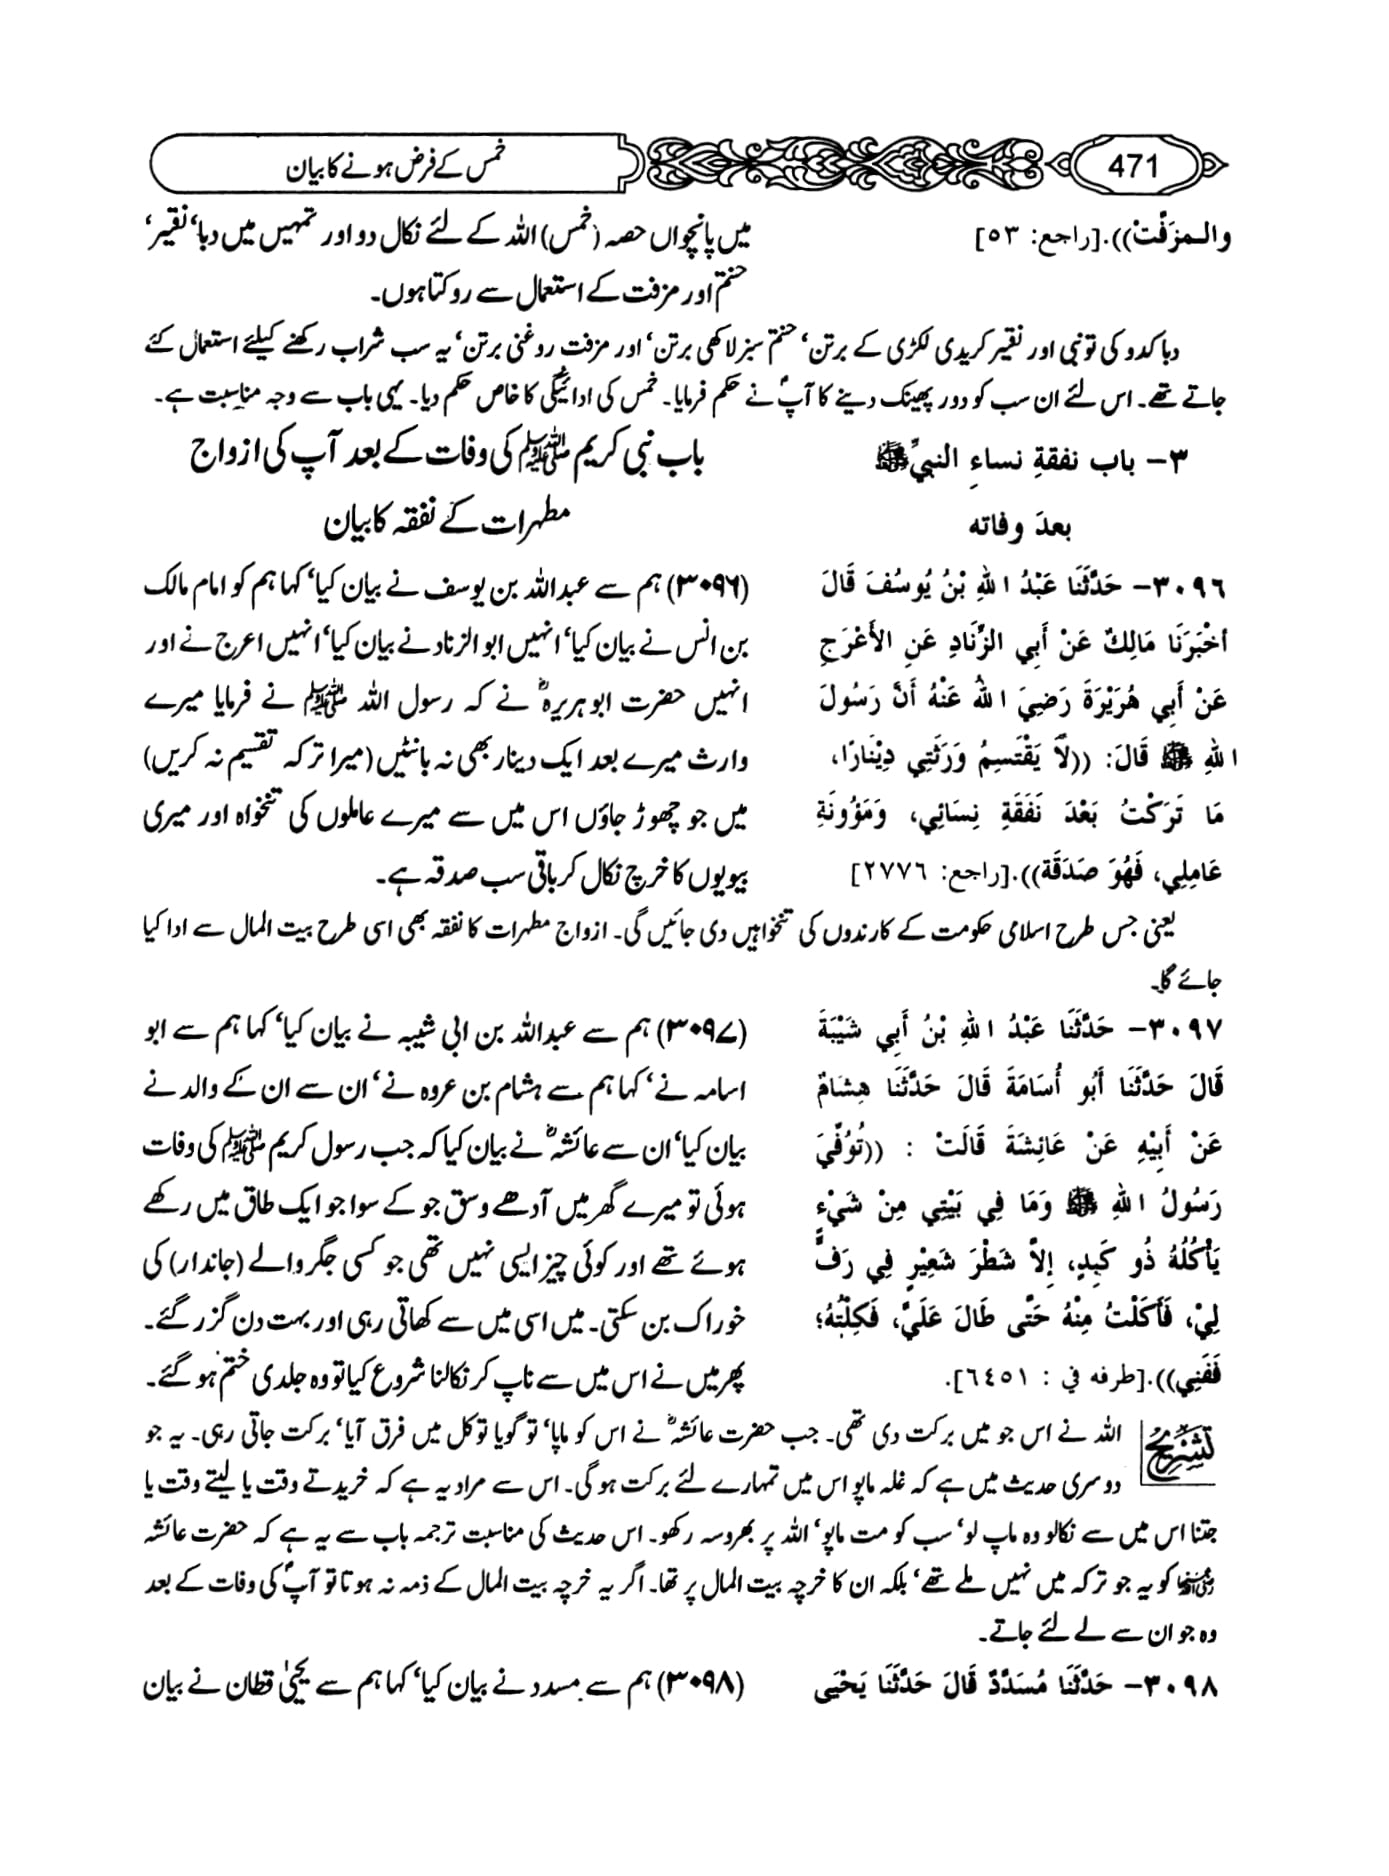 471
خمس کے فرض ہونے کا بیان
والـمزَفّتْ)).[راجع: ٥٣]
میں پانچواں حصہ (خمس) اللہ کے لئے نکال دو اور تمہیں میں دبا‘ نقیر‘
حنتم اور مزفت کے استعمال سے روکتا ہوں۔
دبا کدو کی تونبی اور نقیر کریدی لکڑی کے برتن‘ حنتم سبز لاکھی برتن‘ اور مزفت روغنی برتن‘ یہ سب شراب رکھنے کیلئے استعمال کئے
جاتے تھے۔ اس لئے ان سب کو دور پھینک دینے کا آپؐ نے حکم فرمایا۔ خمس کی ادائیگی کا خاص حکم دیا۔ یہی باب سے وجہ مناسبت ہے۔
٣– باب نفقةِ نساءِ النبيِّ ﷺ
بعدَ وفاته
باب نبی کریم ﷺ کی وفات کے بعد آپ کی ازواج
مطہرات کے نفقہ کا بیان
٣٠٩٦– حَدَّثَنَا عَبْدُ اللهِ بْنُ يُوسُفَ قَالَ
أَخْبَرَنَا مَالِكٌ عَنْ أَبِي الزِّنَادِ عَنِ الأَعْرَجِ
عَنْ أَبِي هُرَيْرَةَ رَضِيَ اللهُ عَنْهُ أَنَّ رَسُولَ
اللهِ ﷺ قَالَ: ((لاَ يَقْتَسِمُ وَرَثَتِي دِيْنَارًا،
مَا تَرَكْتُ بَعْدَ نَفَقَةِ نِسَائِي، وَمَؤُونَةِ
عَامِلِي، فَهُوَ صَدَقَة)).[راجع: ٢٧٧٦]
(۳۰۹۶) ہم سے عبداللہ بن یوسف نے بیان کیا‘ کہا ہم کو امام مالک
بن انس نے بیان کیا‘ انہیں ابوالزناد نے بیان کیا‘ انہیں اعرج نے اور
انہیں حضرت ابو ہریرہؓ نے کہ رسول اللہ ﷺ نے فرمایا میرے
وارث میرے بعد ایک دینار بھی نہ بانٹیں (میرا ترکہ تقسیم نہ کریں)
میں جو چھوڑ جاؤں اس میں سے میرے عاملوں کی تنخواہ اور میری
بیویوں کا خرچ نکال کر باقی سب صدقہ ہے۔
یعنی جس طرح اسلامی حکومت کے کارندوں کی تنخواہیں دی جائیں گی۔ ازواج مطہرات کا نفقہ بھی اسی طرح بیت المال سے ادا کیا
جائے گا۔
٣٠٩٧– حَدَّثَنَا عَبْدُ اللهِ بْنُ أَبِي شَيْبَةَ
قَالَ حَدَّثَنَا أَبُو أُسَامَةَ قَالَ حَدَّثَنَا هِشَامٌ
عَنْ أَبِيْهِ عَنْ عَائِشَةَ قَالَتْ : ((تُوُفِّيَ
رَسُولُ اللهِ ﷺ وَمَا فِي بَيْتِي مِنْ شَيْءٍ
يَأْكُلُهُ ذُو كَبِدٍ، إِلاَّ شَطْرَ شَعِيْرٍ فِي رَفٍّ
لِيْ، فَأَكَلْتُ مِنْهُ حَتَّى طَالَ عَلَيَّ، فَكِلْتُهُ؛
فَفَنِي)).[طرفه في : ٦٤٥١].
(۳۰۹۷) ہم سے عبداللہ بن ابی شیبہ نے بیان کیا‘ کہا ہم سے ابو
اسامہ نے‘ کہا ہم سے ہشام بن عروہ نے‘ ان سے ان کے والد نے
بیان کیا‘ ان سے عائشہؓ نے بیان کیا کہ جب رسول کریم ﷺ کی وفات
ہوئی تو میرے گھر میں آدھے وسق جو کے سوا جو ایک طاق میں رکھے
ہوئے تھے اور کوئی چیز ایسی نہیں تھی جو کسی جگر والے (جاندار) کی
خوراک بن سکتی۔ میں اسی میں سے کھاتی رہی اور بہت دن گزر گئے۔
پھر میں نے اس میں سے ناپ کر نکالنا شروع کیا تو وہ جلدی ختم ہو گئے۔
تشریح
اللہ نے اس جو میں برکت دی تھی۔ جب حضرت عائشہؓ نے اس کو ماپا‘ تو گویا توکل میں فرق آیا‘ برکت جاتی رہی۔ یہ جو
دوسری حدیث میں ہے کہ غلہ ماپو اس میں تمہارے لئے برکت ہو گی۔ اس سے مراد یہ ہے کہ خریدتے وقت یا لیتے وقت یا
جتنا اس میں سے نکالو وہ ماپ لو‘ سب کو مت ماپو‘ اللہ پر بھروسہ رکھو۔ اس حدیث کی مناسبت ترجمہ باب سے یہ ہے کہ حضرت عائشہ
رضی اللہ عنہا کو یہ جو ترکہ میں نہیں ملے تھے‘ بلکہ ان کا خرچہ بیت المال پر تھا۔ اگر یہ خرچہ بیت المال کے ذمہ نہ ہوتا تو آپؐ کی وفات کے بعد
وہ جو ان سے لے لئے جاتے۔
٣٠٩٨– حَدَّثَنَا مُسَدَّدٌ قَالَ حَدَّثَنَا يَحْيَى
(۳۰۹۸) ہم سے مسدد نے بیان کیا‘ کہا ہم سے یحییٰ قطان نے بیان